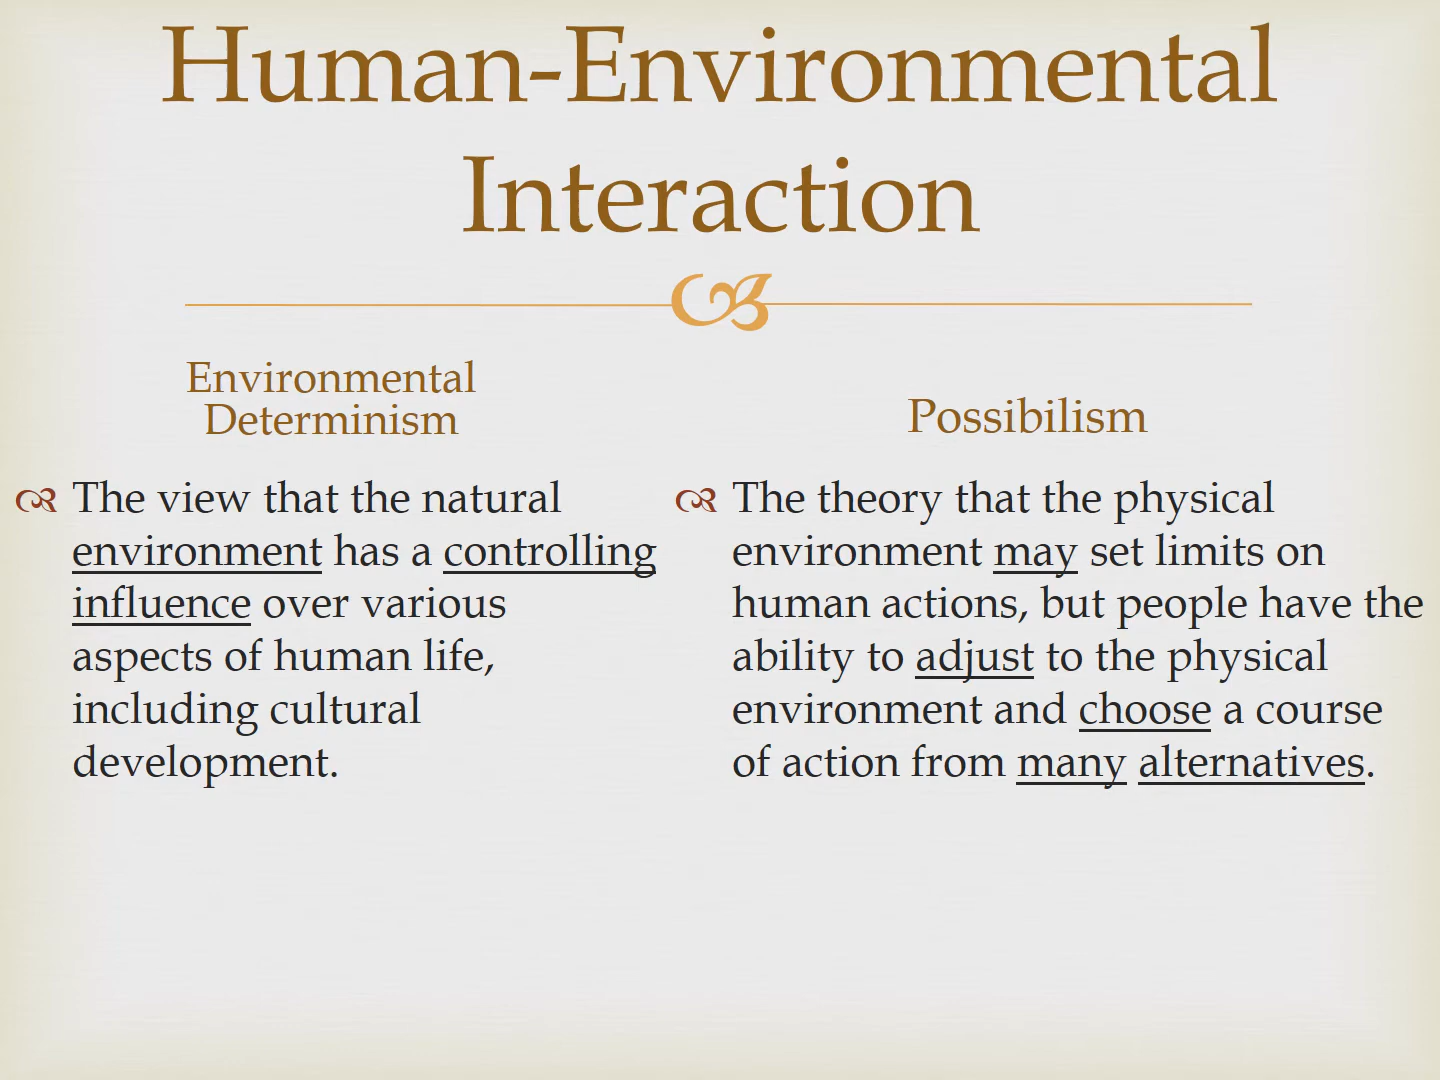 Human-Environmental
Interaction
Environmental
Determinism
The view that the natural
environment has a controlling
influence over various
aspects of human life,
including cultural
development.
Possibilism
The theory that the physical
environment may set limits on
human actions, but people have the
ability to adjust to the physical
environment and choose a course
of action from many alternatives.